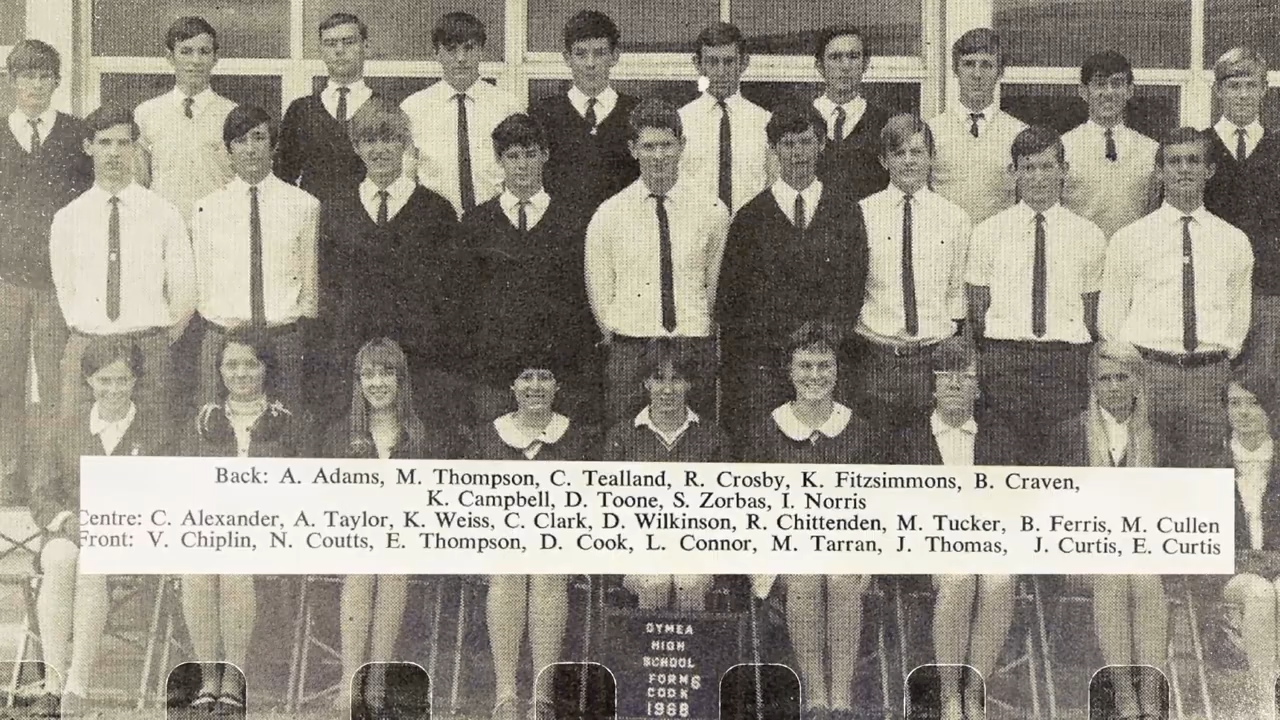 Back: A. Adams, M. Thompson, C. Tealland, R. Crosby, K. Fitzsimmons, B. Craven,
K. Campbell, D. Toone, S. Zorbas, I. Norris
Centre: C. Alexander, A. Taylor, K. Weiss, C. Clark, D. Wilkinson, R. Chittenden, M. Tucker, B. Ferris, M. Cullen
Front: V. Chiplin, N. Coutts, E. Thompson, D. Cook, L. Connor, M. Tarran, J. Thomas, J. Curtis, E. Curtis
GYMEA
HIGH
SCHOOL
FORM 6
COOK
1968